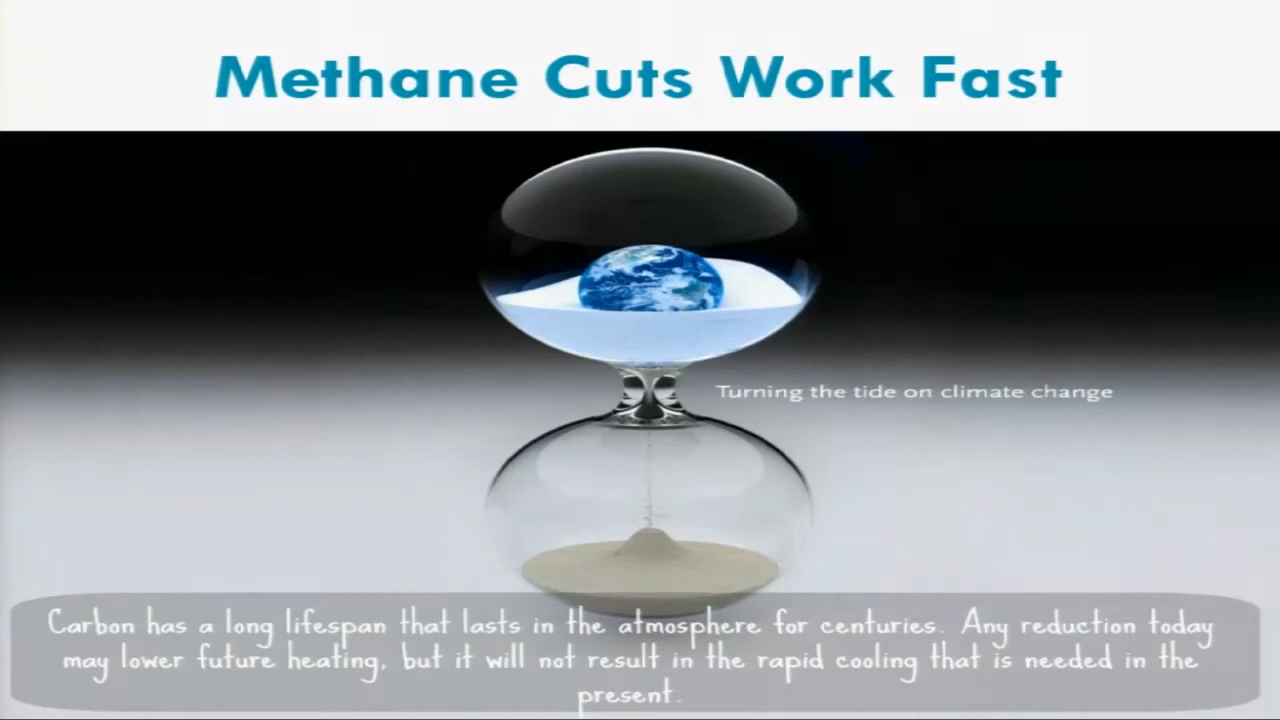 Methane Cuts Work Fast
Turning the tide on climate change
Carbon has a long lifespan that lasts in the atmosphere for centuries. Any reduction today
may lower future heating, but it will not result in the rapid cooling that is needed in the
present.